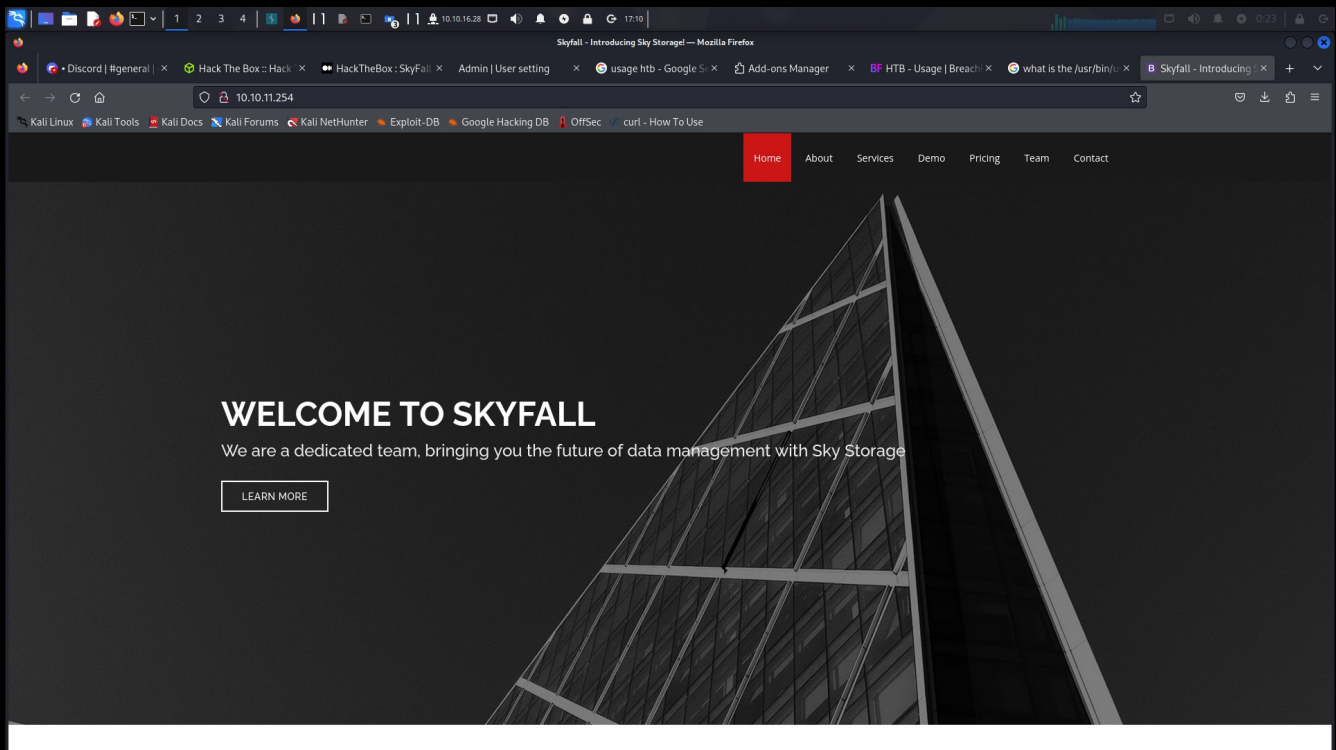 1 2 3 4 10.10.16.28 17:10 0:23
Skyfall - Introducing Sky Storage! — Mozilla Firefox
• Discord | #general | Hack The Box :: Hack HackTheBox : SkyFall Admin | User setting usage htb - Google Se Add-ons Manager BF HTB - Usage | Breach what is the /usr/bin/u B Skyfall - Introducing S
10.10.11.254
Kali Linux Kali Tools Kali Docs Kali Forums Kali NetHunter Exploit-DB Google Hacking DB OffSec curl - How To Use
Home About Services Demo Pricing Team Contact
WELCOME TO SKYFALL
We are a dedicated team, bringing you the future of data management with Sky Storage
LEARN MORE